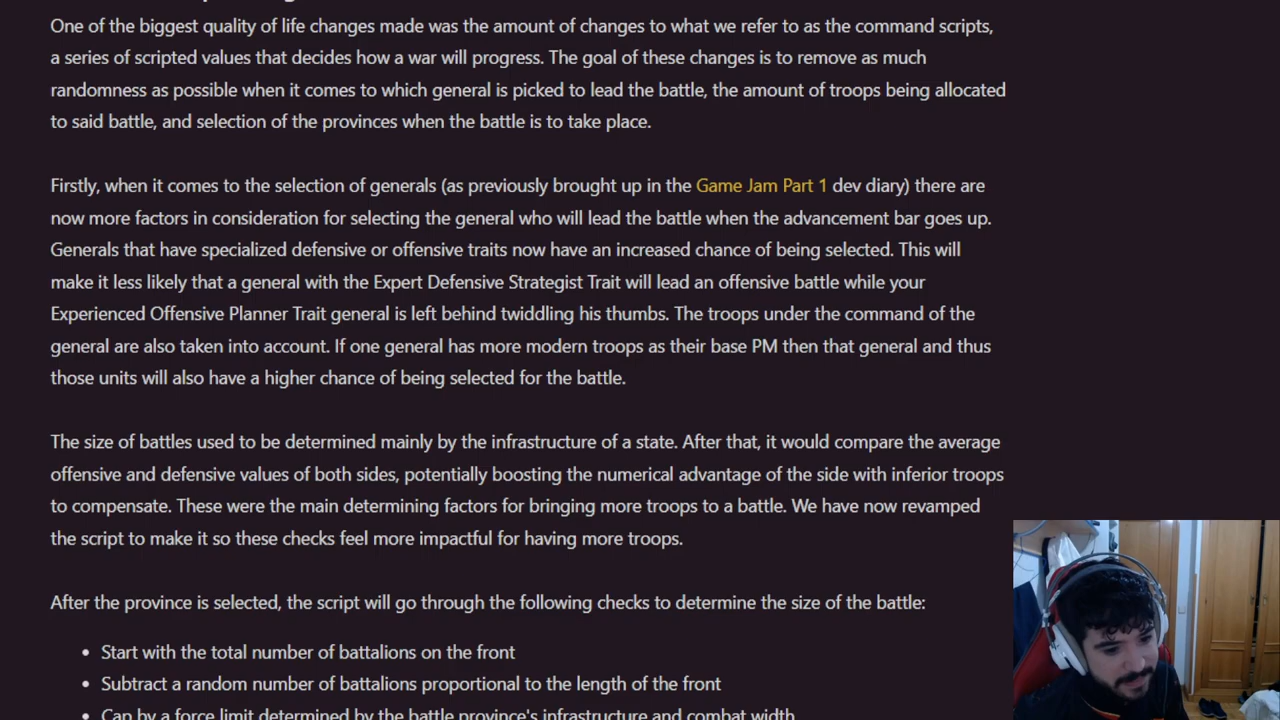 One of the biggest quality of life changes made was the amount of changes to what we refer to as the command scripts,
a series of scripted values that decides how a war will progress. The goal of these changes is to remove as much
randomness as possible when it comes to which general is picked to lead the battle, the amount of troops being allocated
to said battle, and selection of the provinces when the battle is to take place.
Firstly, when it comes to the selection of generals (as previously brought up in the Game Jam Part 1 dev diary) there are
now more factors in consideration for selecting the general who will lead the battle when the advancement bar goes up.
Generals that have specialized defensive or offensive traits now have an increased chance of being selected. This will
make it less likely that a general with the Expert Defensive Strategist Trait will lead an offensive battle while your
Experienced Offensive Planner Trait general is left behind twiddling his thumbs. The troops under the command of the
general are also taken into account. If one general has more modern troops as their base PM then that general and thus
those units will also have a higher chance of being selected for the battle.
The size of battles used to be determined mainly by the infrastructure of a state. After that, it would compare the average
offensive and defensive values of both sides, potentially boosting the numerical advantage of the side with inferior troops
to compensate. These were the main determining factors for bringing more troops to a battle. We have now revamped
the script to make it so these checks feel more impactful for having more troops.
After the province is selected, the script will go through the following checks to determine the size of the battle:
• Start with the total number of battalions on the front
• Subtract a random number of battalions proportional to the length of the front
• Cap by a force limit determined by the battle province's infrastructure and combat width